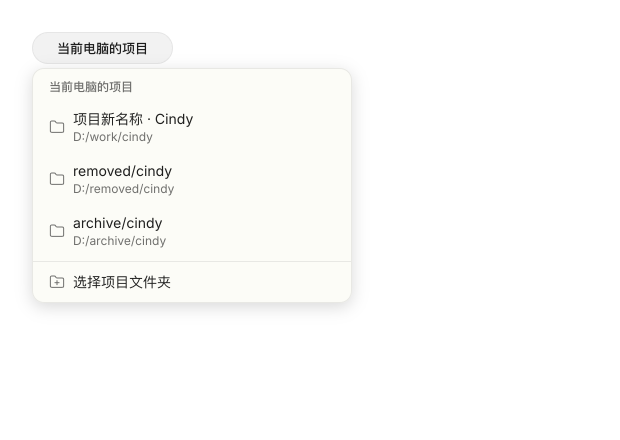 当前电脑的项目
当前电脑的项目
项目新名称 · Cindy
D:/work/cindy
removed/cindy
D:/removed/cindy
archive/cindy
D:/archive/cindy
选择项目文件夹